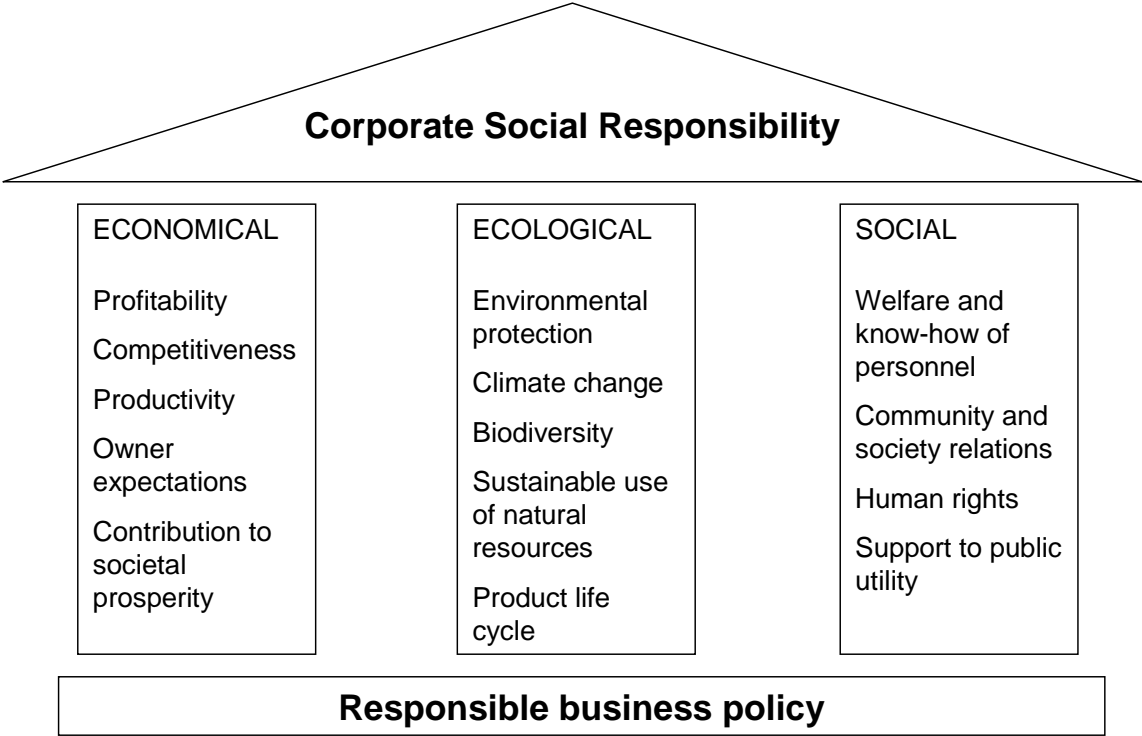 Corporate Social Responsibility
ECONOMICAL
Profitability
Competitiveness
Productivity
Owner
expectations
Contribution to
societal
prosperity
ECOLOGICAL
Environmental
protection
Climate change
Biodiversity
Sustainable use
of natural
resources
Product life
cycle
SOCIAL
Welfare and
know-how of
personnel
Community and
society relations
Human rights
Support to public
utility
Responsible business policy